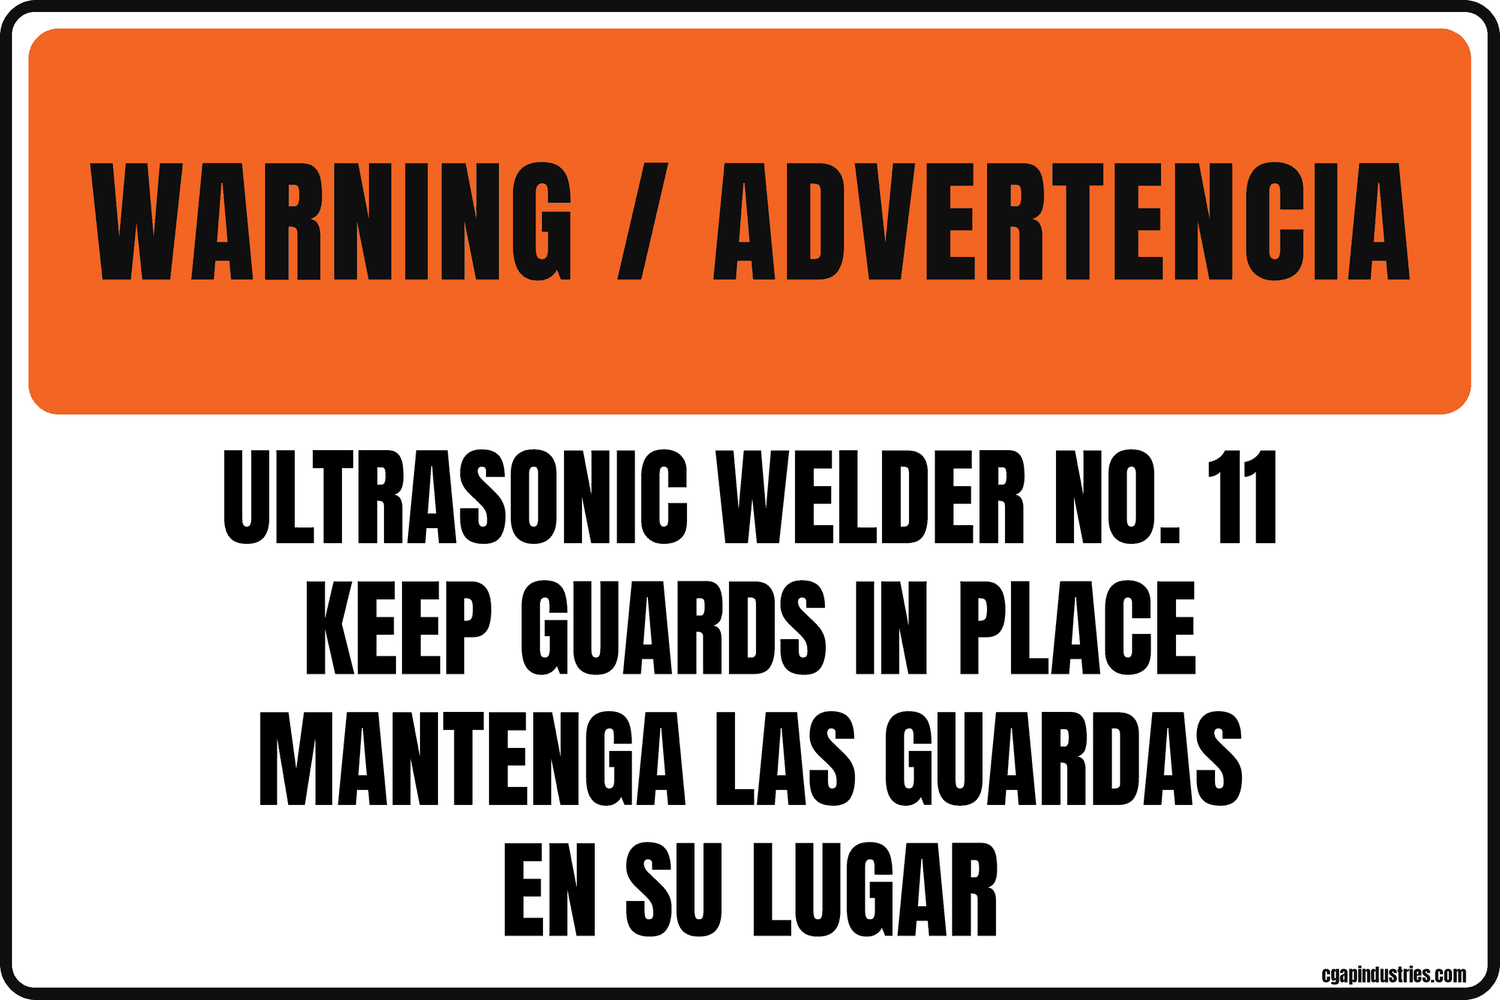 WARNING / ADVERTENCIA
ULTRASONIC WELDER NO. 11
KEEP GUARDS IN PLACE
MANTENGA LAS GUARDAS
EN SU LUGAR
cgapindustries.com